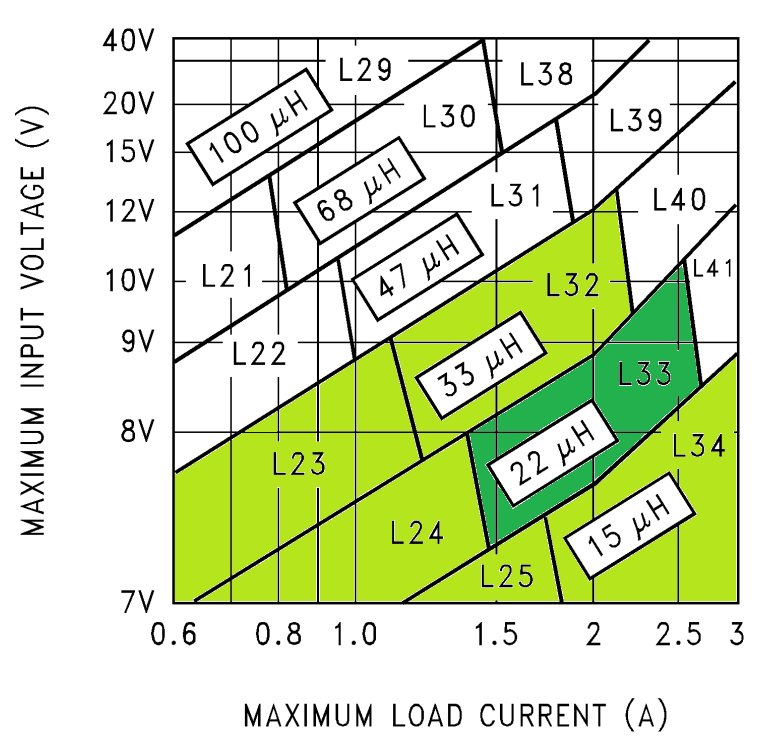 40V
20V
15V
12V
10V
9V
8V
7V
MAXIMUM INPUT VOLTAGE (V)
L29
L38
100 μH
L30
L39
68 μH
L31
L40
L21
47 μH
L32
L41
L22
33 μH
L33
L23
22 μH
L34
L24
15 μH
L25
0.6 0.8 1.0 1.5 2 2.5 3
MAXIMUM LOAD CURRENT (A)